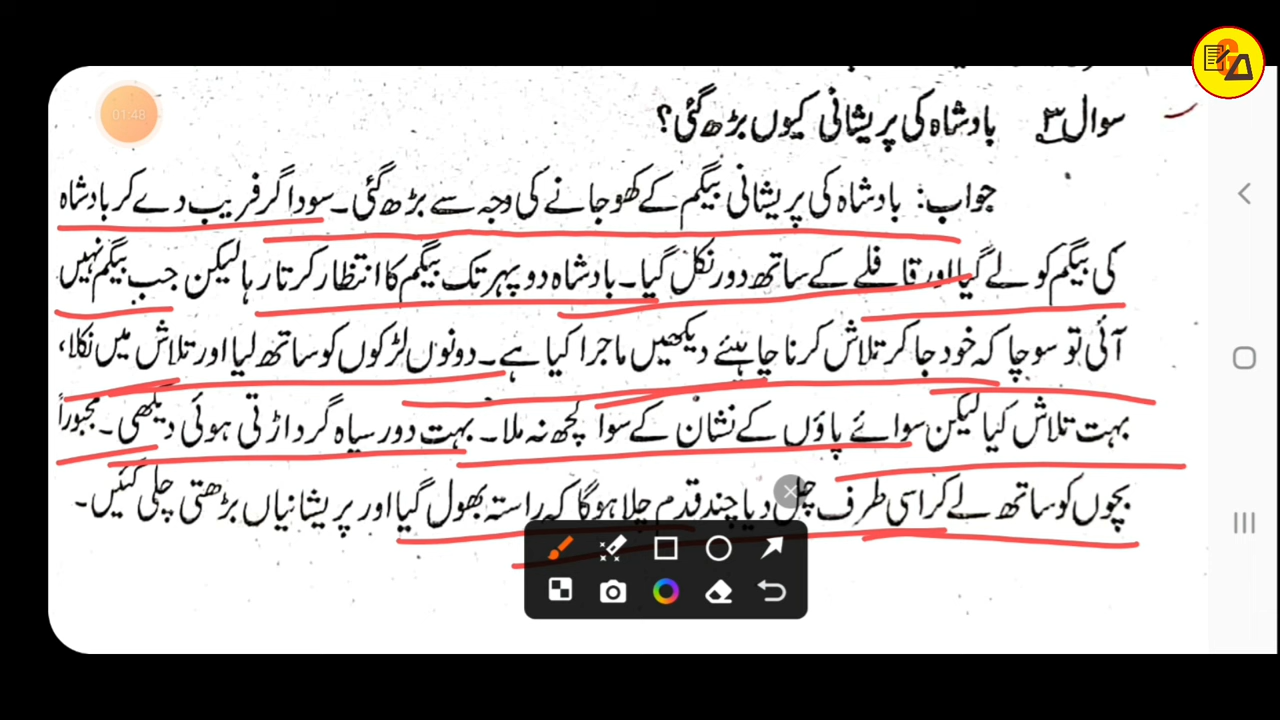 سوال ۳ بادشاہ کی پریشانی کیوں بڑھ گئی؟
جواب: بادشاہ کی پریشانی بیگم کے کھو جانے کی وجہ سے بڑھ گئی۔ سوداگر فریب دے کر بادشاہ
کی بیگم کو لے گیا اور قافلے کے ساتھ دور نکل گیا۔ بادشاہ دوپہر تک بیگم کا انتظار کرتا رہا لیکن جب بیگم نہیں
آئی تو سوچا کہ خود جا کر تلاش کرنا چاہیئے دیکھیں ماجرا کیا ہے۔ دونوں لڑکوں کو ساتھ لیا اور تلاش میں نکلا،
بہت تلاش کیا لیکن سوائے پاؤں کے نشان کے سوا کچھ نہ ملا۔ بہت دور سیاہ گرد اڑتی ہوئی دیکھی۔ مجبوراً
بچوں کو ساتھ لے کر اسی طرف چل دیا چند قدم چلا ہوگا کہ راستہ بھول گیا اور پریشانیاں بڑھتی چلی گئیں۔
01:48